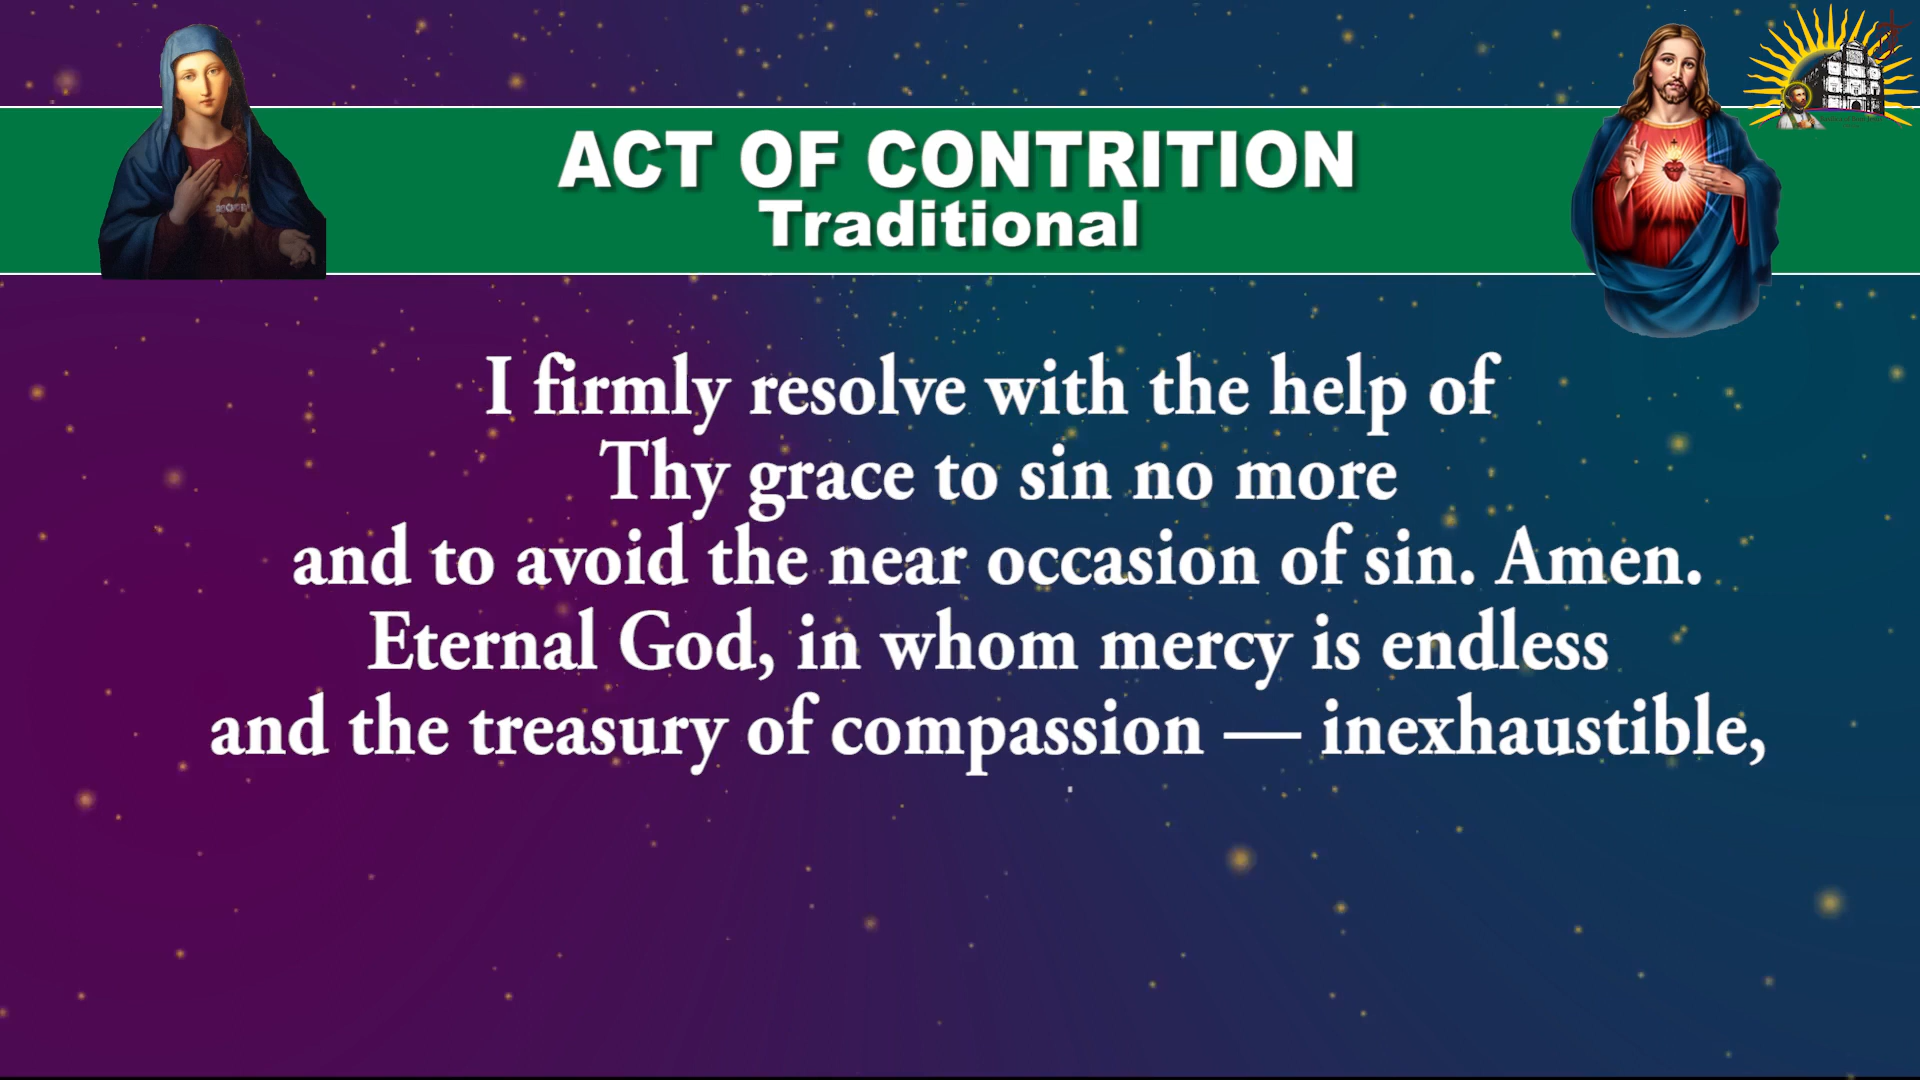 ACT OF CONTRITION
Traditional
I firmly resolve with the help of
Thy grace to sin no more
and to avoid the near occasion of sin. Amen.
Eternal God, in whom mercy is endless
and the treasury of compassion — inexhaustible,